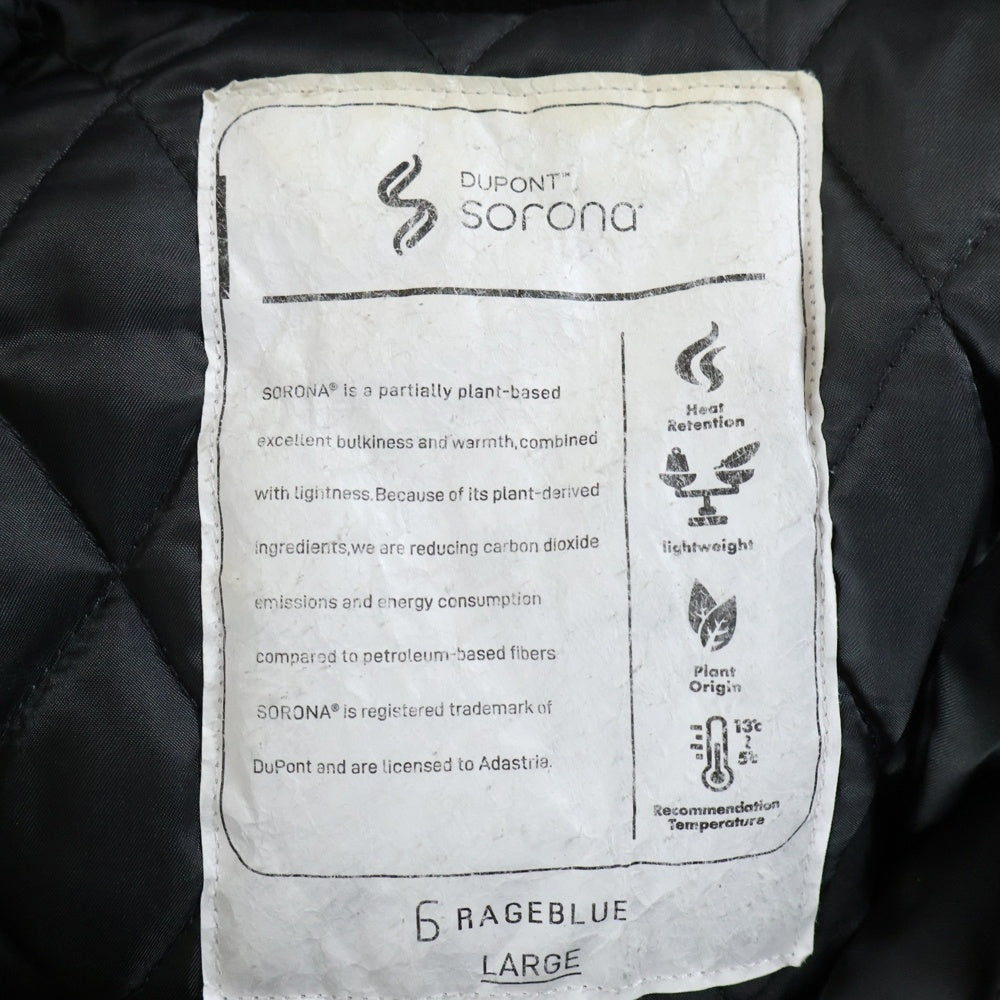 DUPONT™
sorona®
SORONA® is a partially plant-based
excellent bulkiness and warmth,combined
with lightness.Because of its plant-derived
ingredients,we are reducing carbon dioxide
emissions and energy consumption
compared to petroleum-based fibers
SORONA® is registered trademark of
DuPont and are licensed to Adastria.
Heat
Retention
lightweight
Plant
Origin
13℃
~
5℃
Recommendation
Temperature
RAGEBLUE
LARGE